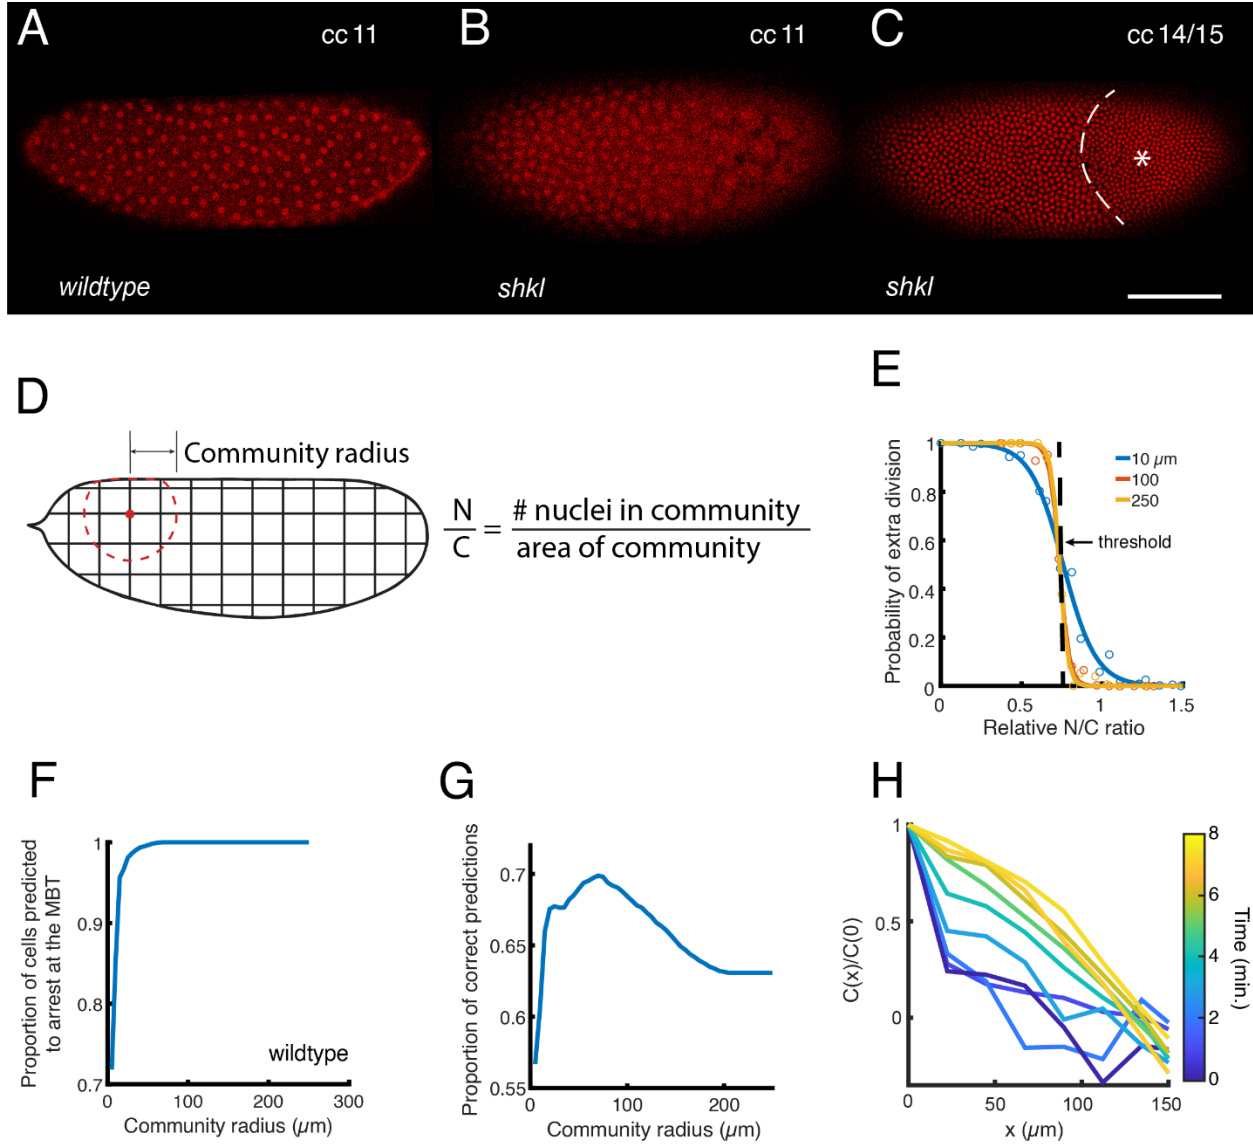 A
cc 11
wildtype
B
cc 11
shkl
C
cc 14/15
*
shkl
D
Community radius
N/C = # nuclei in community / area of community
E
Probability of extra division
1
0.8
0.6
0.4
0.2
0
0
0.5
1
1.5
Relative N/C ratio
10 µm
100
250
threshold
F
Proportion of cells predicted
to arrest at the MBT
1
0.9
0.8
0.7
0
100
200
300
wildtype
Community radius (µm)
G
Proportion of correct predictions
0.7
0.65
0.6
0.55
0
100
200
Community radius (µm)
H
C(x)/C(0)
1
0.5
0
0
50
100
150
x (µm)
8
6
4
2
0
Time (min.)